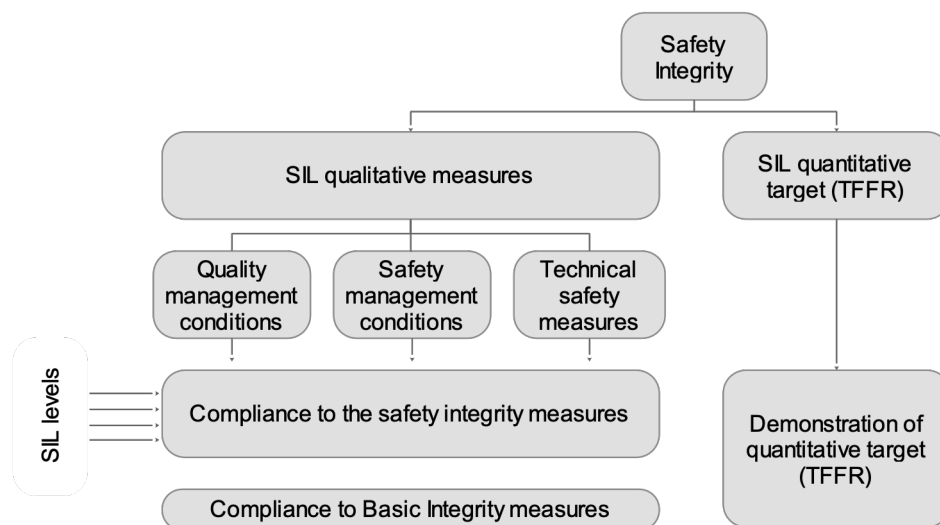 Safety
Integrity
SIL qualitative measures
SIL quantitative
target (TFFR)
Quality
management
conditions
Safety
management
conditions
Technical
safety
measures
SIL levels
Compliance to the safety integrity measures
Demonstration of
quantitative target
(TFFR)
Compliance to Basic Integrity measures